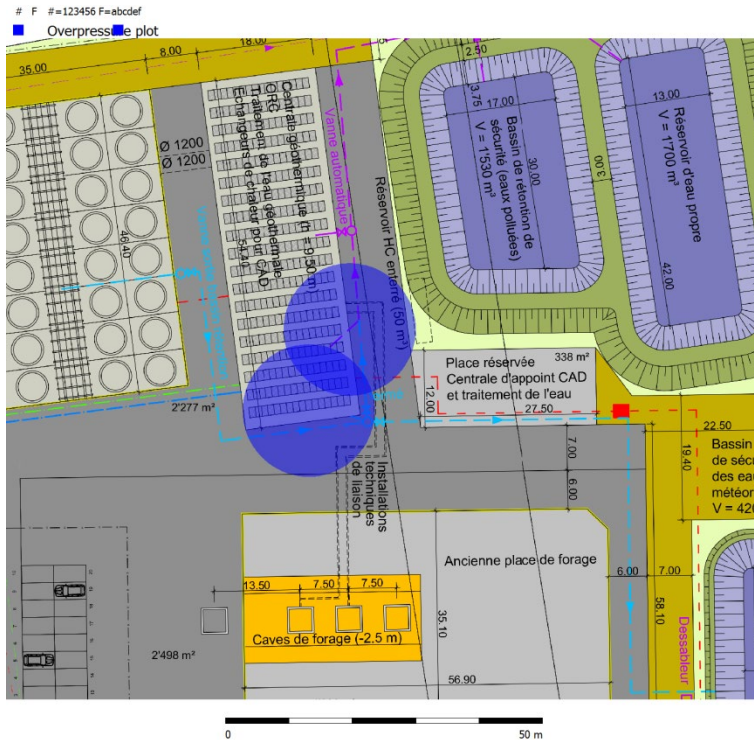 # F #=123456 F=abcdef
Overpress e plot
35.00
8.00
18.00
2.50
3.75
17.00
Bassin de rétention de
sécurité (eaux polluées)
V = 1'530 m³
30.00
3.00
13.00
Réservoir d'eau propre
V = 1'700 m³
42.00
Ø 1200
Ø 1200
Centrale géothermique (h = 9.50 m)
ORC
Traitement de l'eau géothermale
Echangeurs de chaleur pour CAD
54.40
Vanne automatique
Réservoir HC enterré (50 m³)
46.40
2'277 m²
Place réservée
338 m²
Centrale d'appoint CAD
et traitement de l'eau
12.00
27.50
22.50
19.40
7.00
6.00
Bassin
de sécu
des eau
météor
V = 420
Installations
techniques
de liaison
Ancienne place de forage
13.50
7.50
7.50
Caves de forage (-2.5 m)
35.10
6.00
7.00
58.10
Dessableur
2'498 m²
56.90
0
50 m